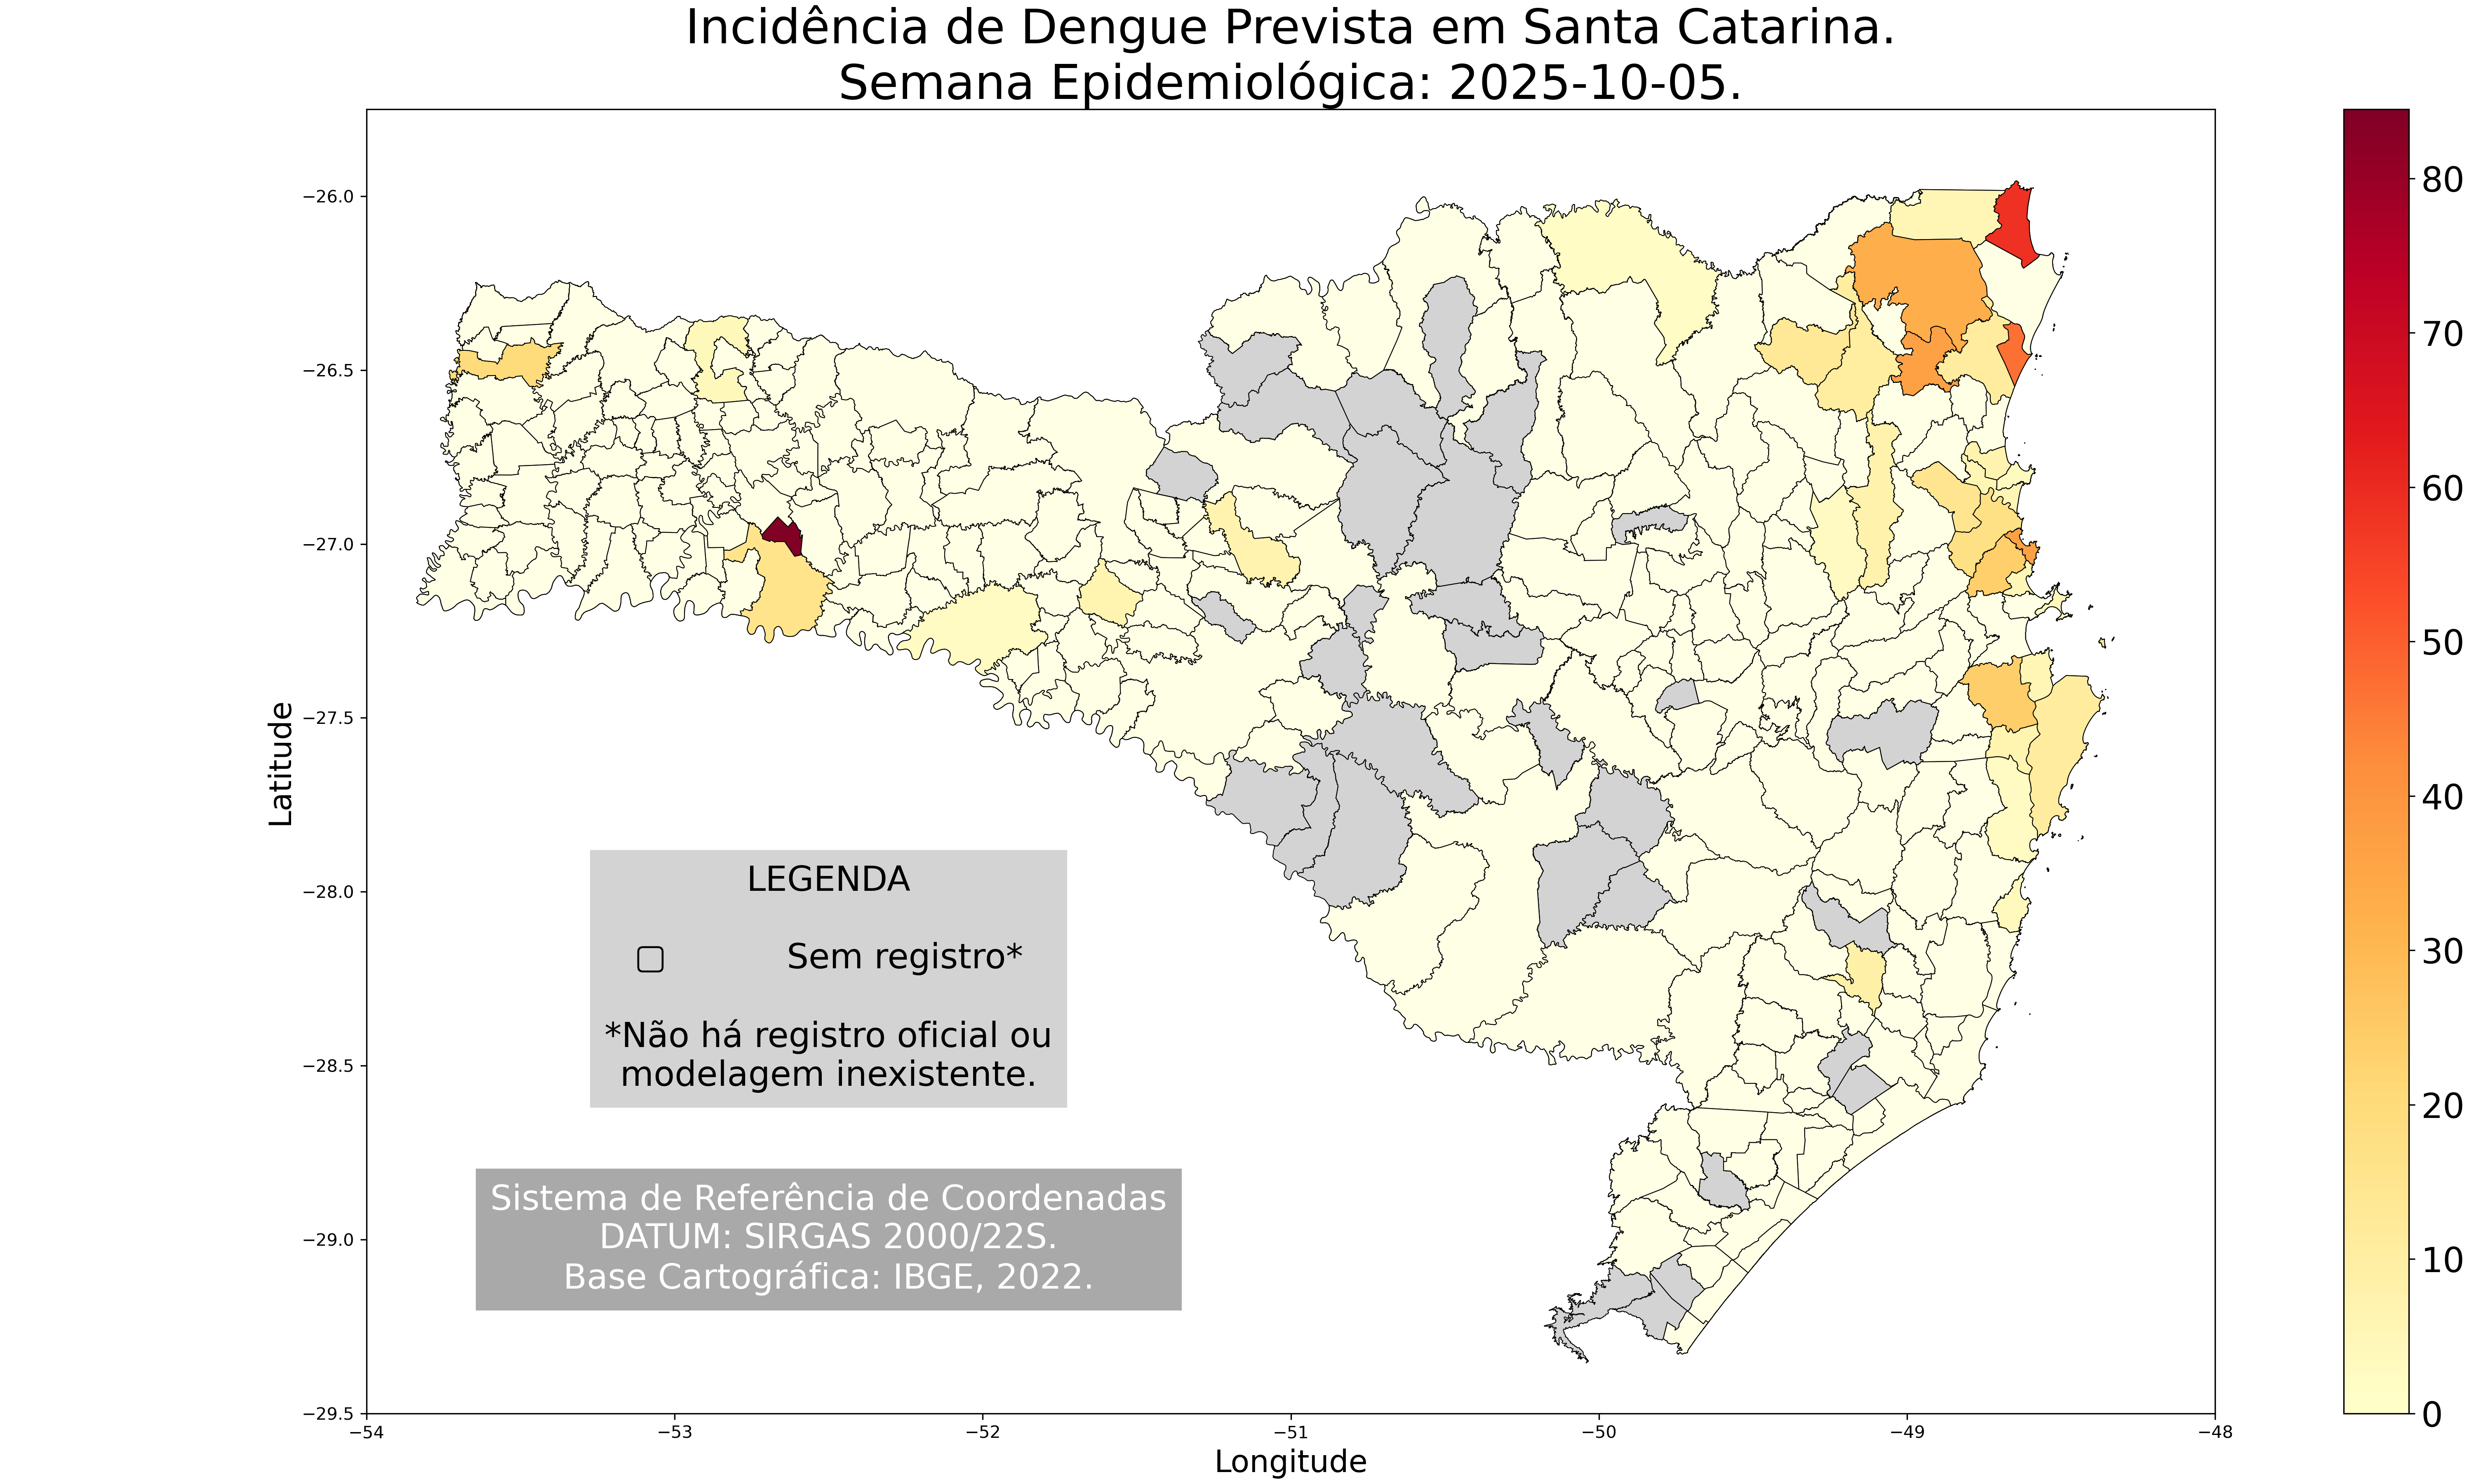 Incidência de Dengue Prevista em Santa Catarina.
Semana Epidemiológica: 2025-10-05.
Latitude
−26.0
−26.5
−27.0
−27.5
−28.0
−28.5
−29.0
−29.5
−54
−53
−52
−51
−50
−49
−48
Longitude
LEGENDA
Sem registro*
*Não há registro oficial ou
modelagem inexistente.
Sistema de Referência de Coordenadas
DATUM: SIRGAS 2000/22S.
Base Cartográfica: IBGE, 2022.
80
70
60
50
40
30
20
10
0